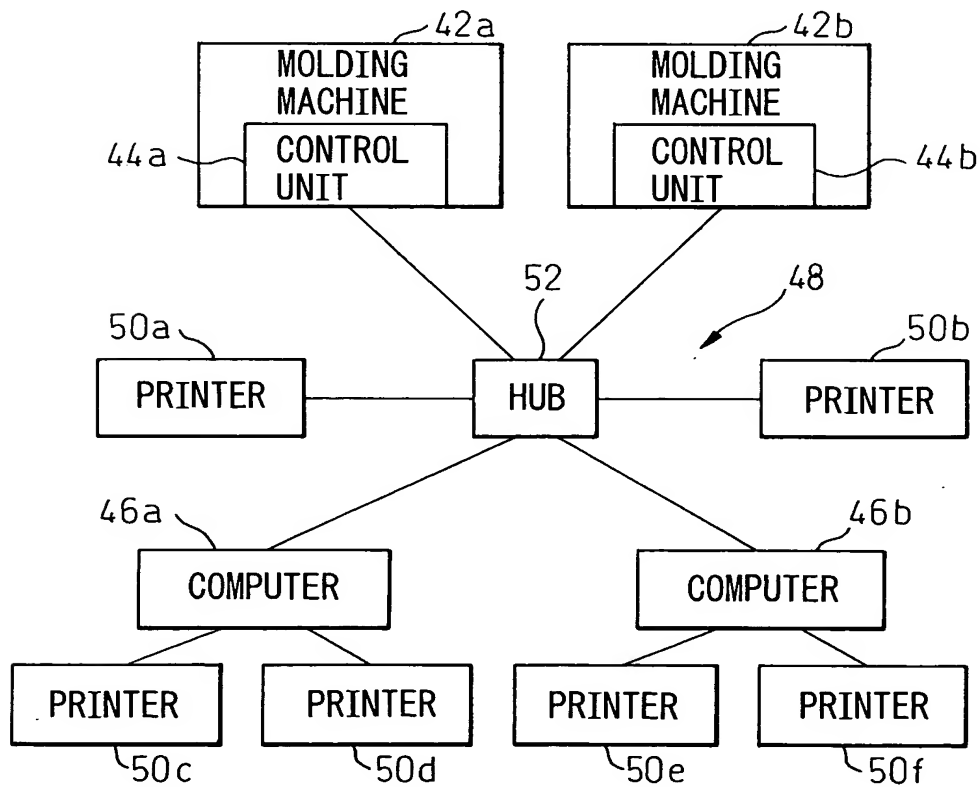 42a
42b
MOLDING
MACHINE
MOLDING
MACHINE
44a
CONTROL
UNIT
CONTROL
UNIT
44b
52
48
50a
50b
PRINTER
HUB
PRINTER
46a
46b
COMPUTER
COMPUTER
PRINTER
PRINTER
PRINTER
PRINTER
50c
50d
50e
50f